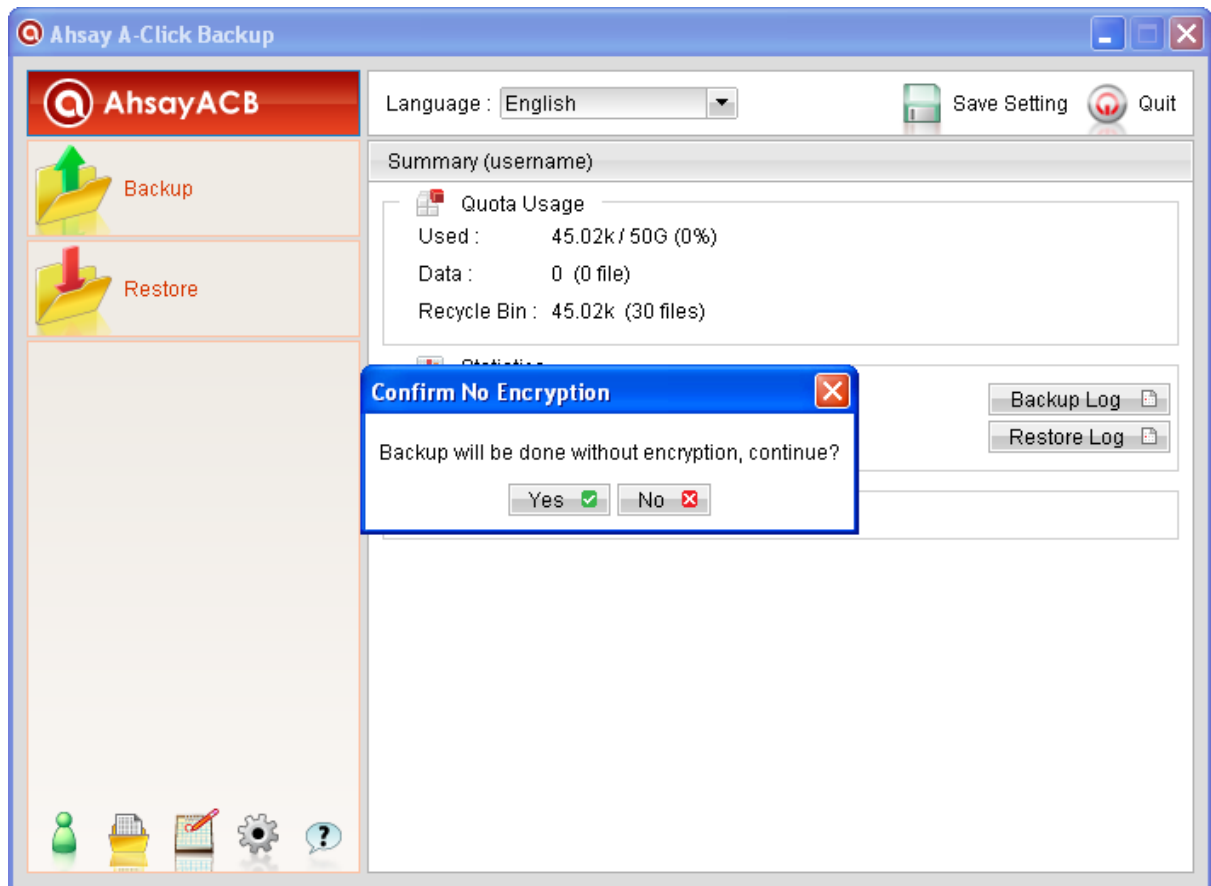 Ahsay A-Click Backup
AhsayACB
Language : English
Save Setting
Quit
Backup
Restore
Summary (username)
Quota Usage
Used : 45.02k / 50G (0%)
Data : 0 (0 file)
Recycle Bin : 45.02k (30 files)
Backup Log
Restore Log
Confirm No Encryption
Backup will be done without encryption, continue?
Yes
No